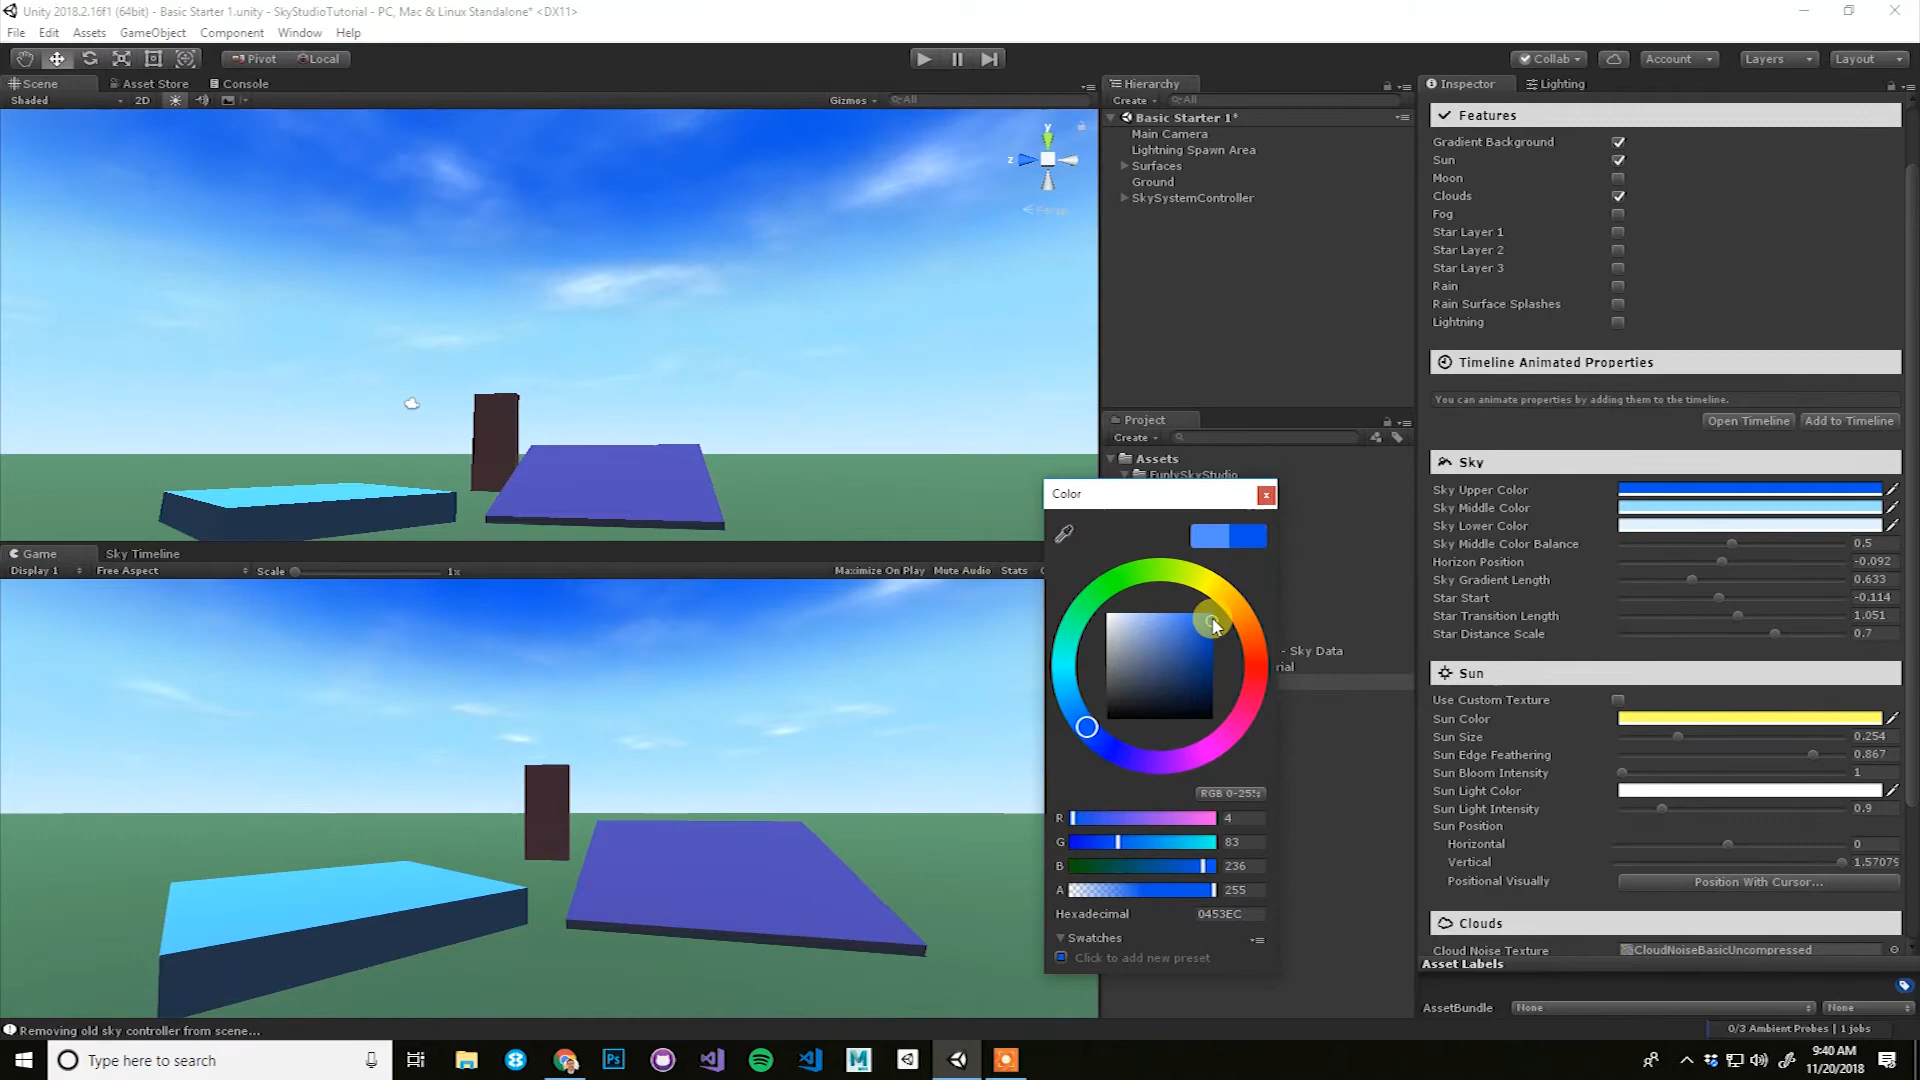 Unity 2018.2.16f1 (64bit) - Basic Starter 1.unity - SkyStudioTutorial - PC, Mac & Linux Standalone* <DX11>
File Edit Assets GameObject Component Window Help
Pivot Local Collab Account Layers Layout
Scene Asset Store Console
Shaded 2D Gizmos All
y
z
Persp
Hierarchy
Create All
Basic Starter 1*
Main Camera
Lightning Spawn Area
Surfaces
Ground
SkySystemController
Project
Create
Assets
FunlySkyStudio
- Sky Data
rial
Game Sky Timeline
Display 1 Free Aspect Scale 1x Maximize On Play Mute Audio Stats
Color
RGB 0-255
R 4
G 83
B 236
A 255
Hexadecimal 0453EC
Swatches
Click to add new preset
Inspector Lighting
Features
Gradient Background
Sun
Moon
Clouds
Fog
Star Layer 1
Star Layer 2
Star Layer 3
Rain
Rain Surface Splashes
Lightning
Timeline Animated Properties
You can animate properties by adding them to the timeline.
Open Timeline Add to Timeline
Sky
Sky Upper Color
Sky Middle Color
Sky Lower Color
Sky Middle Color Balance 0.5
Horizon Position -0.092
Sky Gradient Length 0.633
Star Start -0.114
Star Transition Length 1.051
Star Distance Scale 0.7
Sun
Use Custom Texture
Sun Color
Sun Size 0.254
Sun Edge Feathering 0.867
Sun Bloom Intensity 1
Sun Light Color
Sun Light Intensity 0.9
Sun Position
Horizontal 0
Vertical 1.57079
Positional Visually Position With Cursor...
Clouds
Cloud Noise Texture CloudNoiseBasicUncompressed
Asset Labels
AssetBundle None None
Removing old sky controller from scene... 0/3 Ambient Probes | 1 jobs
Type here to search
9:40 AM
11/20/2018